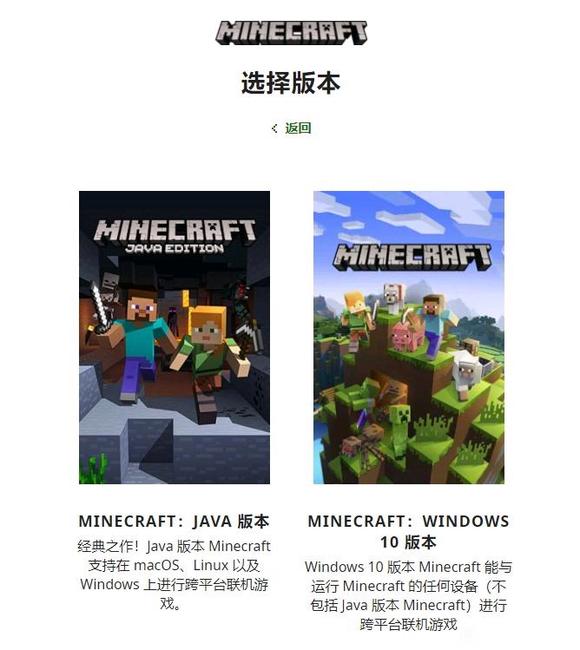 MINECRAFT
选择版本
返回
MINECRAFT
JAVA EDITION
MINECRAFT
MINECRAFT：JAVA 版本
经典之作！Java 版本 Minecraft
支持在 macOS、Linux 以及
Windows 上进行跨平台联机游
戏。
MINECRAFT：WINDOWS
10 版本
Windows 10 版本 Minecraft 能与
运行 Minecraft 的任何设备（不
包括 Java 版本 Minecraft）进行
跨平台联机游戏